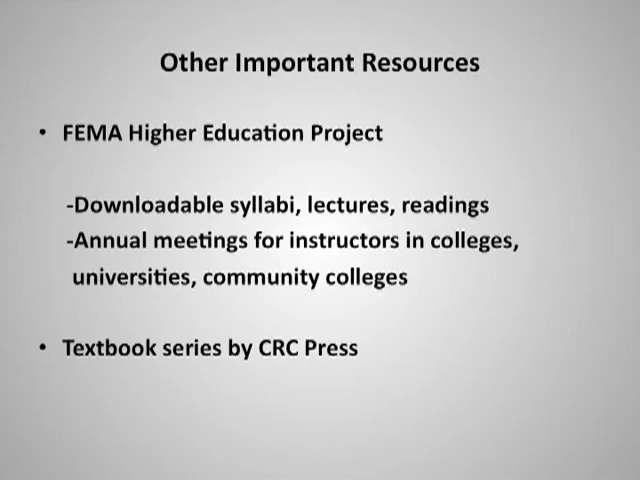 Other Important Resources
• FEMA Higher Education Project
-Downloadable syllabi, lectures, readings
-Annual meetings for instructors in colleges,
universities, community colleges
• Textbook series by CRC Press